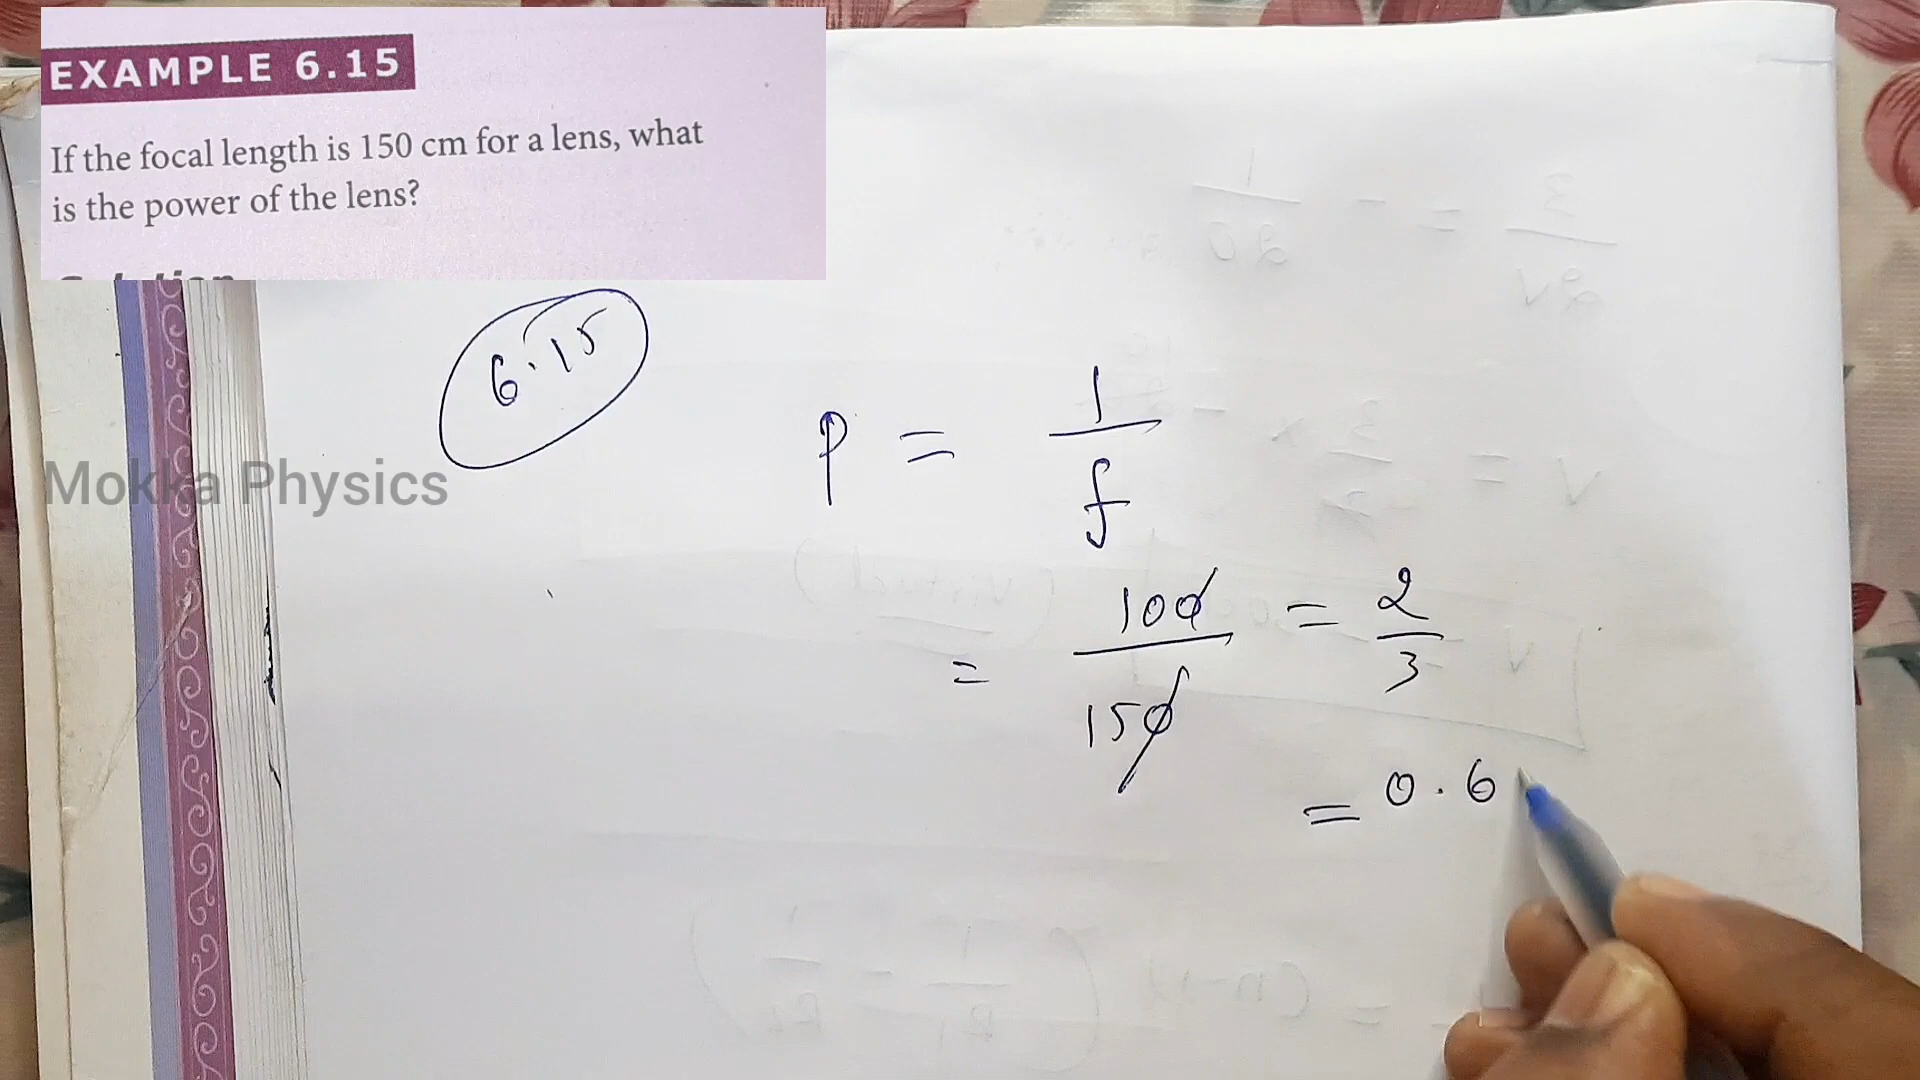 EXAMPLE 6.15
If the focal length is 150 cm for a lens, what
is the power of the lens?
6.15
Mokka Physics
P = 1/f
= 100/150 = 2/3
= 0.6